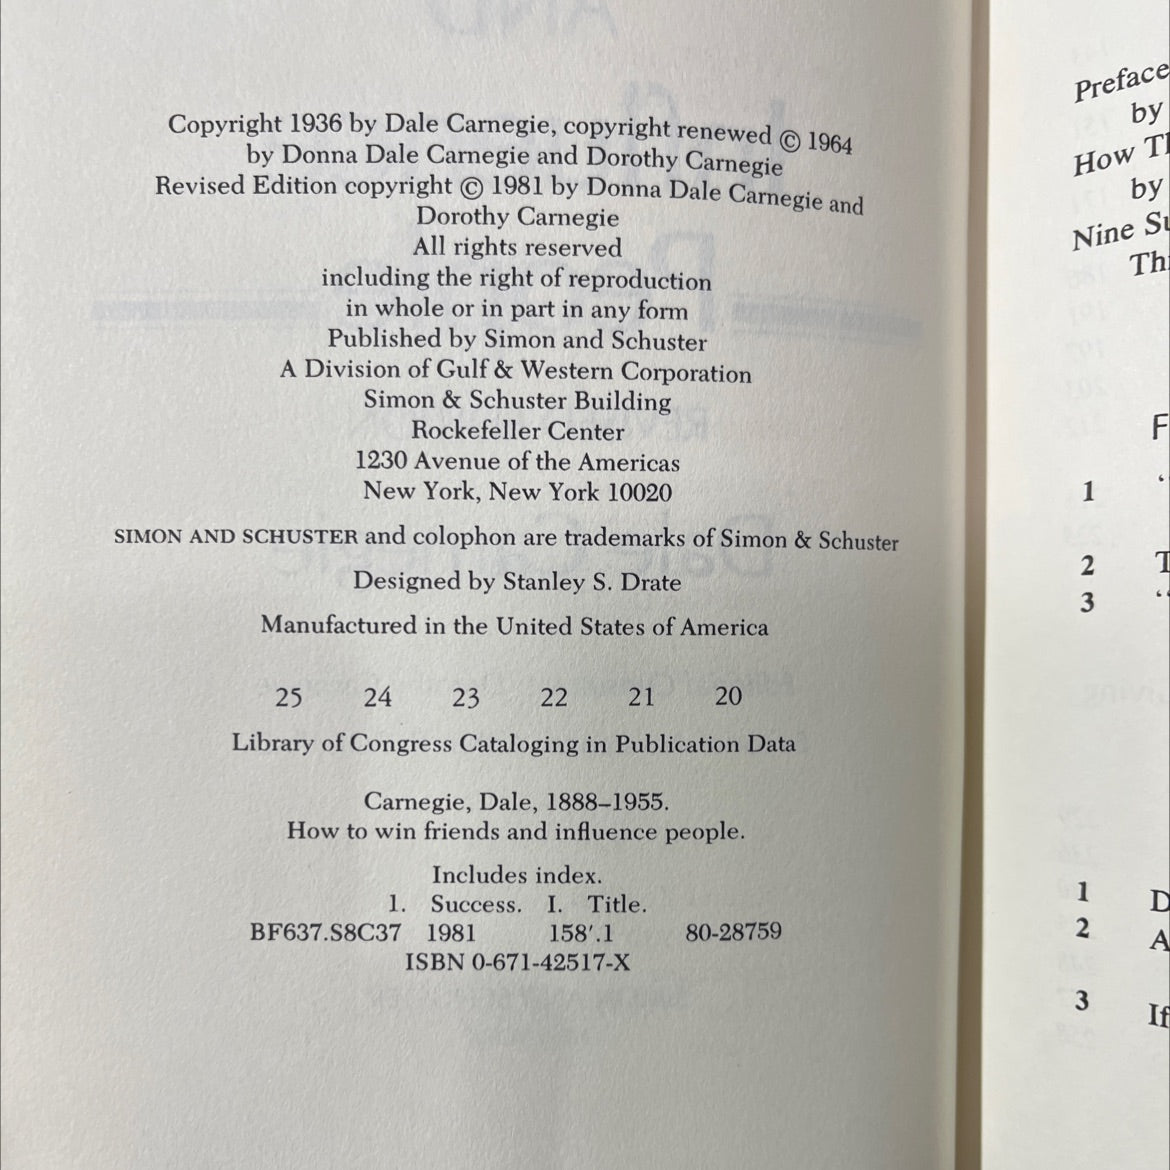 Copyright 1936 by Dale Carnegie, copyright renewed © 1964
by Donna Dale Carnegie and Dorothy Carnegie
Revised Edition copyright © 1981 by Donna Dale Carnegie and
Dorothy Carnegie
All rights reserved
including the right of reproduction
in whole or in part in any form
Published by Simon and Schuster
A Division of Gulf & Western Corporation
Simon & Schuster Building
Rockefeller Center
1230 Avenue of the Americas
New York, New York 10020
SIMON AND SCHUSTER and colophon are trademarks of Simon & Schuster
Designed by Stanley S. Drate
Manufactured in the United States of America
25 24 23 22 21 20
Library of Congress Cataloging in Publication Data
Carnegie, Dale, 1888–1955.
How to win friends and influence people.
Includes index.
1. Success. I. Title.
BF637.S8C37 1981 158′.1 80-28759
ISBN 0-671-42517-X
Preface
by
How
by
Nine
1
2
3
1
2
3 If